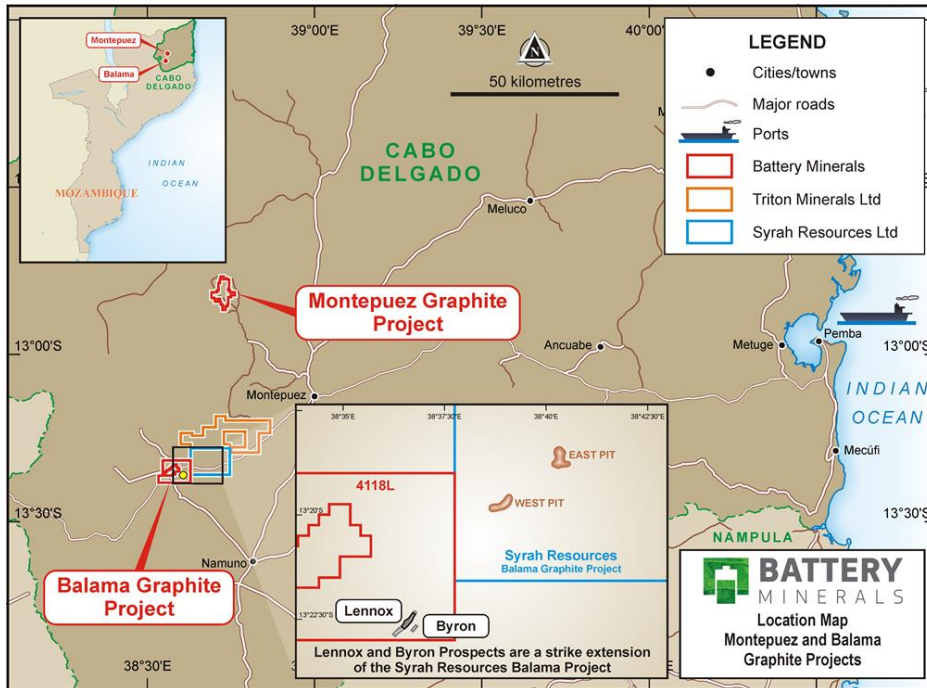 Montepuez
Balama
CABO
DELGADO
INDIAN
OCEAN
MOZAMBIQUE
39°00'E
39°30'E
N
50 kilometres
LEGEND
Cities/towns
Major roads
Ports
Battery Minerals
Triton Minerals Ltd
Syrah Resources Ltd
CABO
DELGADO
Meluco
Montepuez Graphite
Project
13°00'S
Ancuabe
Metuge
Pemba
13°00'S
Montepuez
INDIAN
OCEAN
Mecúfi
13°30'S
13°30'S
NAMPULA
Namuno
Balama Graphite
Project
38°30'E
38°35'E
38°37'30"E
38°40'E
38°42'30"E
4118L
EAST PIT
WEST PIT
13°20'S
Syrah Resources
Balama Graphite Project
13°22'30S
Lennox
Byron
Lennox and Byron Prospects are a strike extension
of the Syrah Resources Balama Project
BATTERY
MINERALS
Location Map
Montepuez and Balama
Graphite Projects